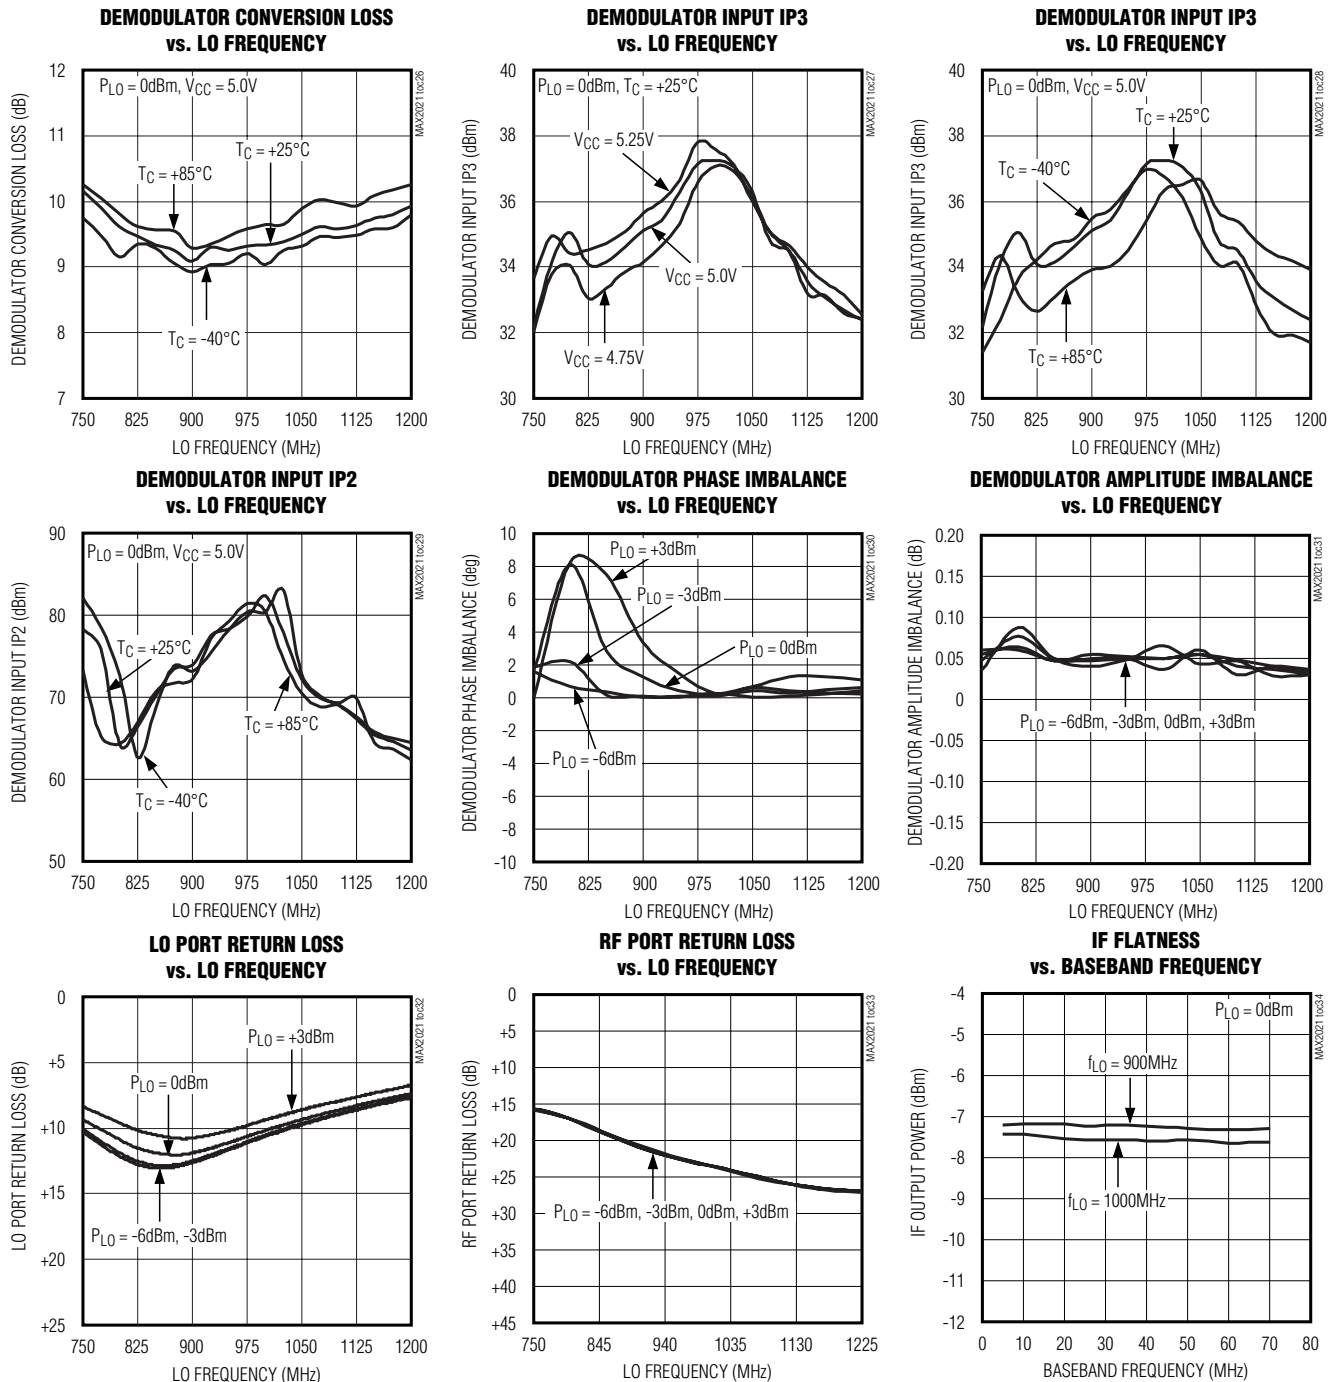 DEMODULATOR CONVERSION LOSS
vs. LO FREQUENCY
12
11
10
9
8
7
DEMODULATOR CONVERSION LOSS (dB)
PLO = 0dBm, VCC = 5.0V
TC = +85°C
TC = +25°C
TC = -40°C
MAX2021 toc26
750 825 900 975 1050 1125 1200
LO FREQUENCY (MHz)
DEMODULATOR INPUT IP3
vs. LO FREQUENCY
40
38
36
34
32
30
DEMODULATOR INPUT IP3 (dBm)
PLO = 0dBm, TC = +25°C
VCC = 5.25V
VCC = 5.0V
VCC = 4.75V
MAX2021 toc27
750 825 900 975 1050 1125 1200
LO FREQUENCY (MHz)
DEMODULATOR INPUT IP3
vs. LO FREQUENCY
40
38
36
34
32
30
DEMODULATOR INPUT IP3 (dBm)
PLO = 0dBm, VCC = 5.0V
TC = +25°C
TC = -40°C
TC = +85°C
MAX2021 toc28
750 825 900 975 1050 1125 1200
LO FREQUENCY (MHz)
DEMODULATOR INPUT IP2
vs. LO FREQUENCY
90
80
70
60
50
DEMODULATOR INPUT IP2 (dBm)
PLO = 0dBm, VCC = 5.0V
TC = +25°C
TC = +85°C
TC = -40°C
MAX2021 toc29
750 825 900 975 1050 1125 1200
LO FREQUENCY (MHz)
DEMODULATOR PHASE IMBALANCE
vs. LO FREQUENCY
10
8
6
4
2
0
-2
-4
-6
-8
-10
DEMODULATOR PHASE IMBALANCE (deg)
PLO = +3dBm
PLO = -3dBm
PLO = 0dBm
PLO = -6dBm
MAX2021 toc30
750 825 900 975 1050 1125 1200
LO FREQUENCY (MHz)
DEMODULATOR AMPLITUDE IMBALANCE
vs. LO FREQUENCY
0.20
0.15
0.10
0.05
0
-0.05
-0.10
-0.15
-0.20
DEMODULATOR AMPLITUDE IMBALANCE (dB)
PLO = -6dBm, -3dBm, 0dBm, +3dBm
MAX2021 toc31
750 825 900 975 1050 1125 1200
LO FREQUENCY (MHz)
LO PORT RETURN LOSS
vs. LO FREQUENCY
0
+5
+10
+15
+20
+25
LO PORT RETURN LOSS (dB)
PLO = +3dBm
PLO = 0dBm
PLO = -6dBm, -3dBm
MAX2021 toc32
750 825 900 975 1050 1125 1200
LO FREQUENCY (MHz)
RF PORT RETURN LOSS
vs. LO FREQUENCY
0
+5
+10
+15
+20
+25
+30
+35
+40
+45
RF PORT RETURN LOSS (dB)
PLO = -6dBm, -3dBm, 0dBm, +3dBm
MAX2021 toc33
750 845 940 1035 1130 1225
LO FREQUENCY (MHz)
IF FLATNESS
vs. BASEBAND FREQUENCY
-4
-5
-6
-7
-8
-9
-10
-11
-12
IF OUTPUT POWER (dBm)
PLO = 0dBm
fLO = 900MHz
fLO = 1000MHz
MAX2021 toc34
0 10 20 30 40 50 60 70 80
BASEBAND FREQUENCY (MHz)